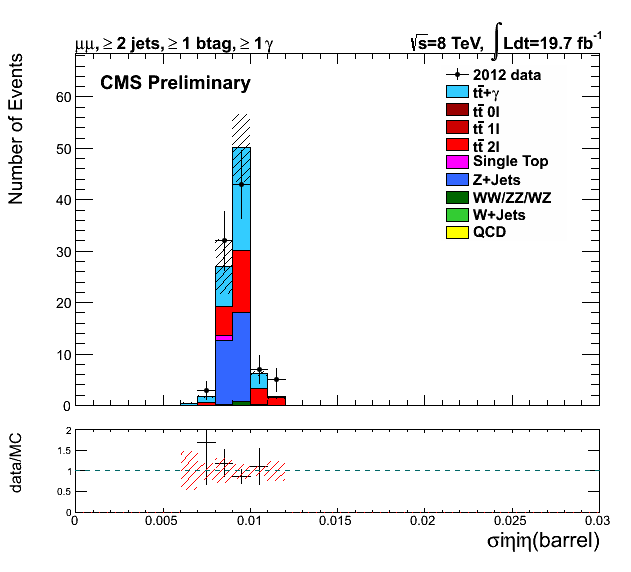 μμ, ≥ 2 jets, ≥ 1 btag, ≥ 1 γ
√s=8 TeV, ∫Ldt=19.7 fb⁻¹
CMS Preliminary
2012 data
tt̄+γ
tt̄ 0l
tt̄ 1l
tt̄ 2l
Single Top
Z+Jets
WW/ZZ/WZ
W+Jets
QCD
Number of Events
60
50
40
30
20
10
0
data/MC
2
1.5
1
0.5
0
0 0.005 0.01 0.015 0.02 0.025 0.03
σiηiη(barrel)